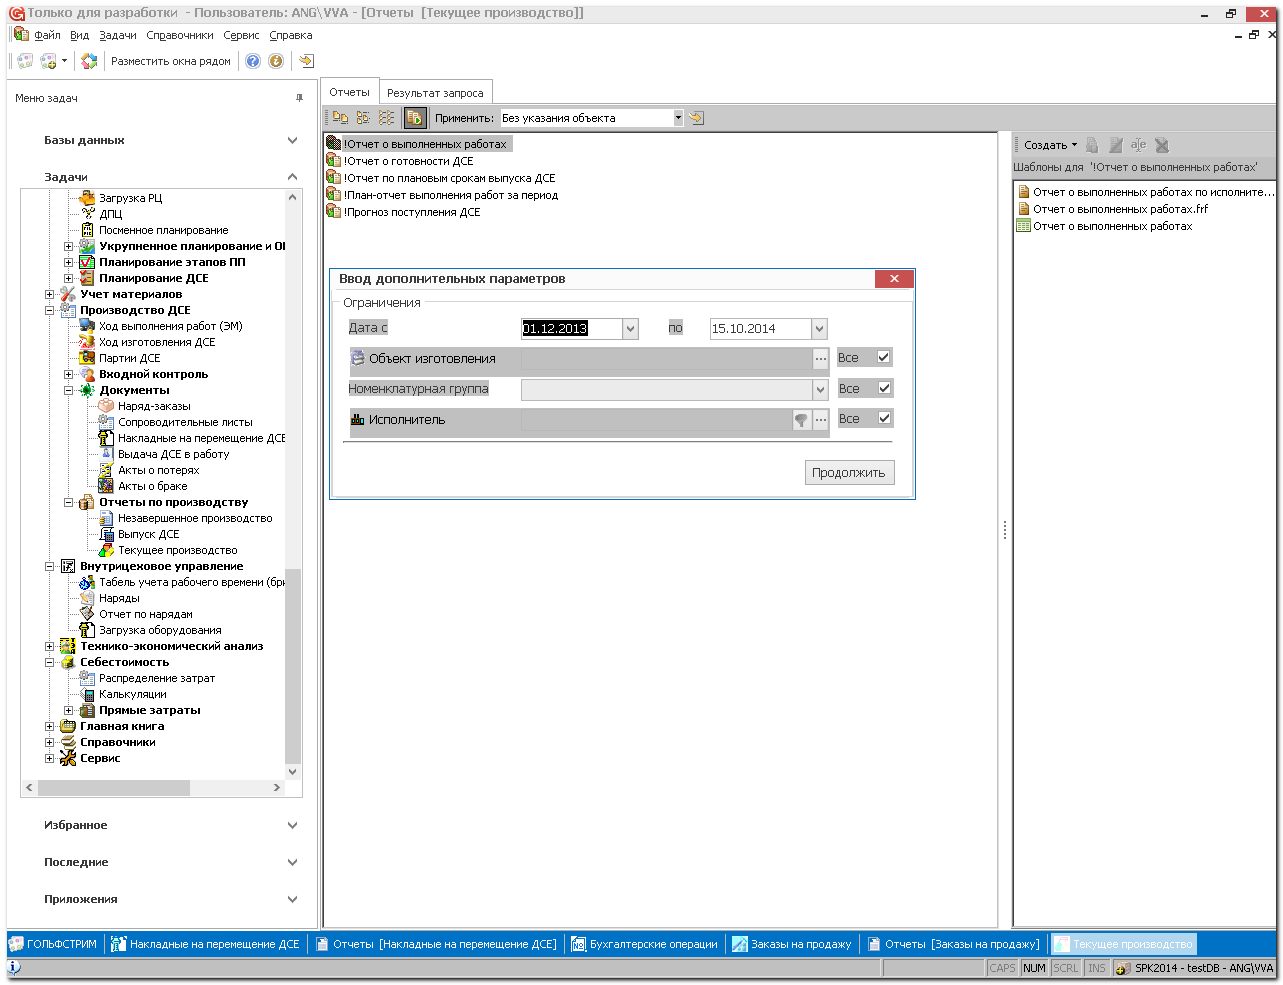 Только для разработки - Пользователь: ANG\VVA - [Отчеты [Текущее производство]]
Файл Вид Задачи Справочники Сервис Справка
Разместить окна рядом
Меню задач
Базы данных
Задачи
Загрузка РЦ
ДПЦ
Посменное планирование
Укрупненное планирование и ОП
Планирование этапов ПП
Планирование ДСЕ
Учет материалов
Производство ДСЕ
Ход выполнения работ (ЭМ)
Ход изготовления ДСЕ
Партии ДСЕ
Входной контроль
Документы
Наряд-заказы
Сопроводительные листы
Накладные на перемещение ДСЕ
Выдача ДСЕ в работу
Акты о потерях
Акты о браке
Отчеты по производству
Незавершенное производство
Выпуск ДСЕ
Текущее производство
Внутрицеховое управление
Табель учета рабочего времени (бри
Наряды
Отчет по нарядам
Загрузка оборудования
Технико-экономический анализ
Себестоимость
Распределение затрат
Калькуляции
Прямые затраты
Главная книга
Справочники
Сервис
Избранное
Последние
Приложения
Отчеты Результат запроса
Применить: Без указания объекта
!Отчет о выполненных работах
!Отчет о готовности ДСЕ
!Отчет по плановым срокам выпуска ДСЕ
!План-отчет выполнения работ за период
!Прогноз поступления ДСЕ
Ввод дополнительных параметров
Ограничения
Дата с 01.12.2013 по 15.10.2014
Объект изготовления ... Все
Номенклатурная группа Все
Исполнитель ... Все
Продолжить
Создать
Шаблоны для '!Отчет о выполненных работах'
Отчет о выполненных работах по исполните...
Отчет о выполненных работах.frf
Отчет о выполненных работах
ГОЛЬФСТРИМ Накладные на перемещение ДСЕ Отчеты [Накладные на перемещение ДСЕ] Бухгалтерские операции Заказы на продажу Отчеты [Заказы на продажу] Текущее производство
CAPS NUM SCRL INS SPK2014 - testDB - ANG\VVA